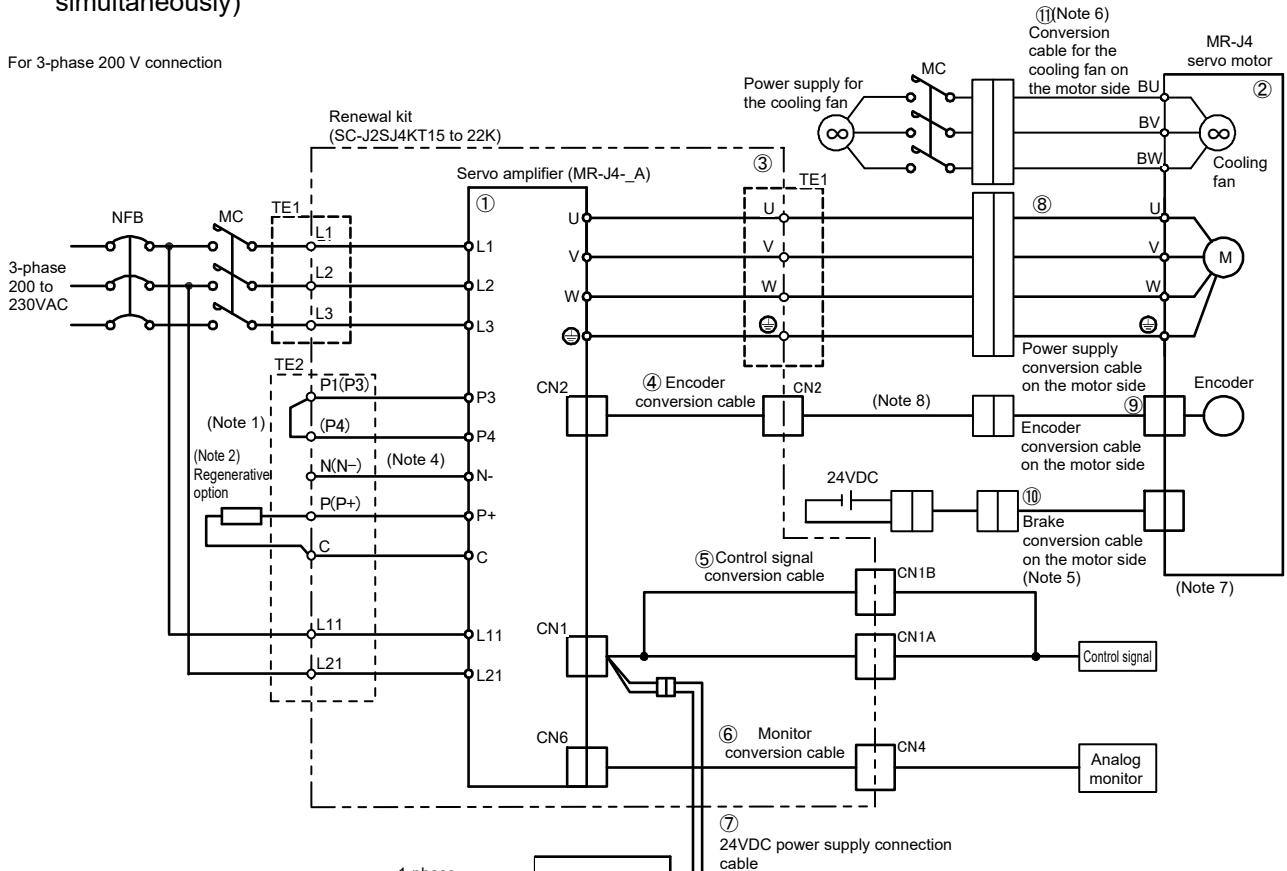 simultaneously)
For 3-phase 200 V connection
⑪(Note 6)
Conversion
cable for the
cooling fan on
the motor side
MR-J4
servo motor
②
Power supply for
the cooling fan
MC
BU
BV
BW
Cooling
fan
Renewal kit
(SC-J2SJ4KT15 to 22K)
③
Servo amplifier (MR-J4-_A)
①
TE1
U
U
⑧
U
V
V
V
M
W
W
W
NFB
MC
TE1
L1
L1
3-phase
200 to
230VAC
L2
L2
L3
L3
Power supply
conversion cable
on the motor side
TE2
P1(P3)
P3
(Note 1)
(P4)
P4
CN2
④ Encoder
conversion cable
CN2
(Note 8)
⑨
Encoder
Encoder
conversion cable
on the motor side
(Note 2)
Regenerative
option
N(N−)
(Note 4)
N-
P(P+)
P+
C
C
24VDC
⑩
Brake
conversion cable
on the motor side
(Note 5)
(Note 7)
⑤Control signal
conversion cable
CN1B
CN1
CN1A
Control signal
L11
L11
L21
L21
CN6
⑥ Monitor
conversion cable
CN4
Analog
monitor
⑦
24VDC power supply connection
cable